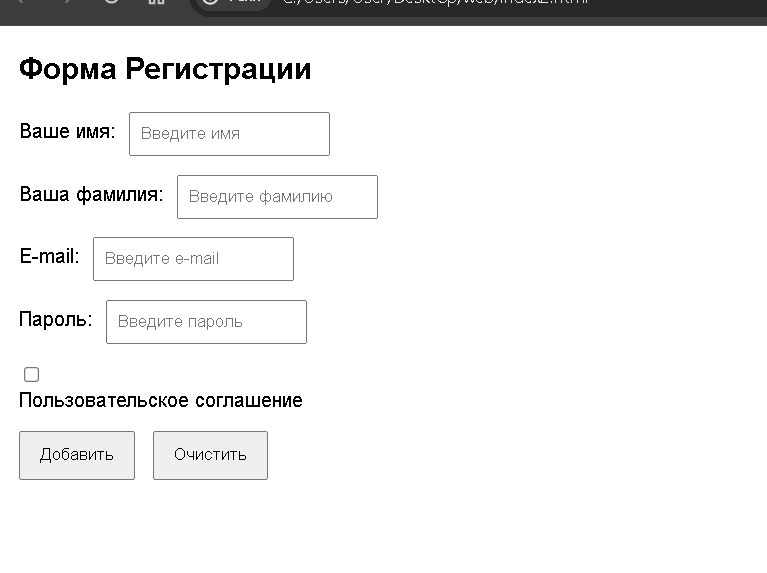 Форма Регистрации
Ваше имя: Введите имя
Ваша фамилия: Введите фамилию
E-mail: Введите e-mail
Пароль: Введите пароль
Пользовательское соглашение
Добавить Очистить